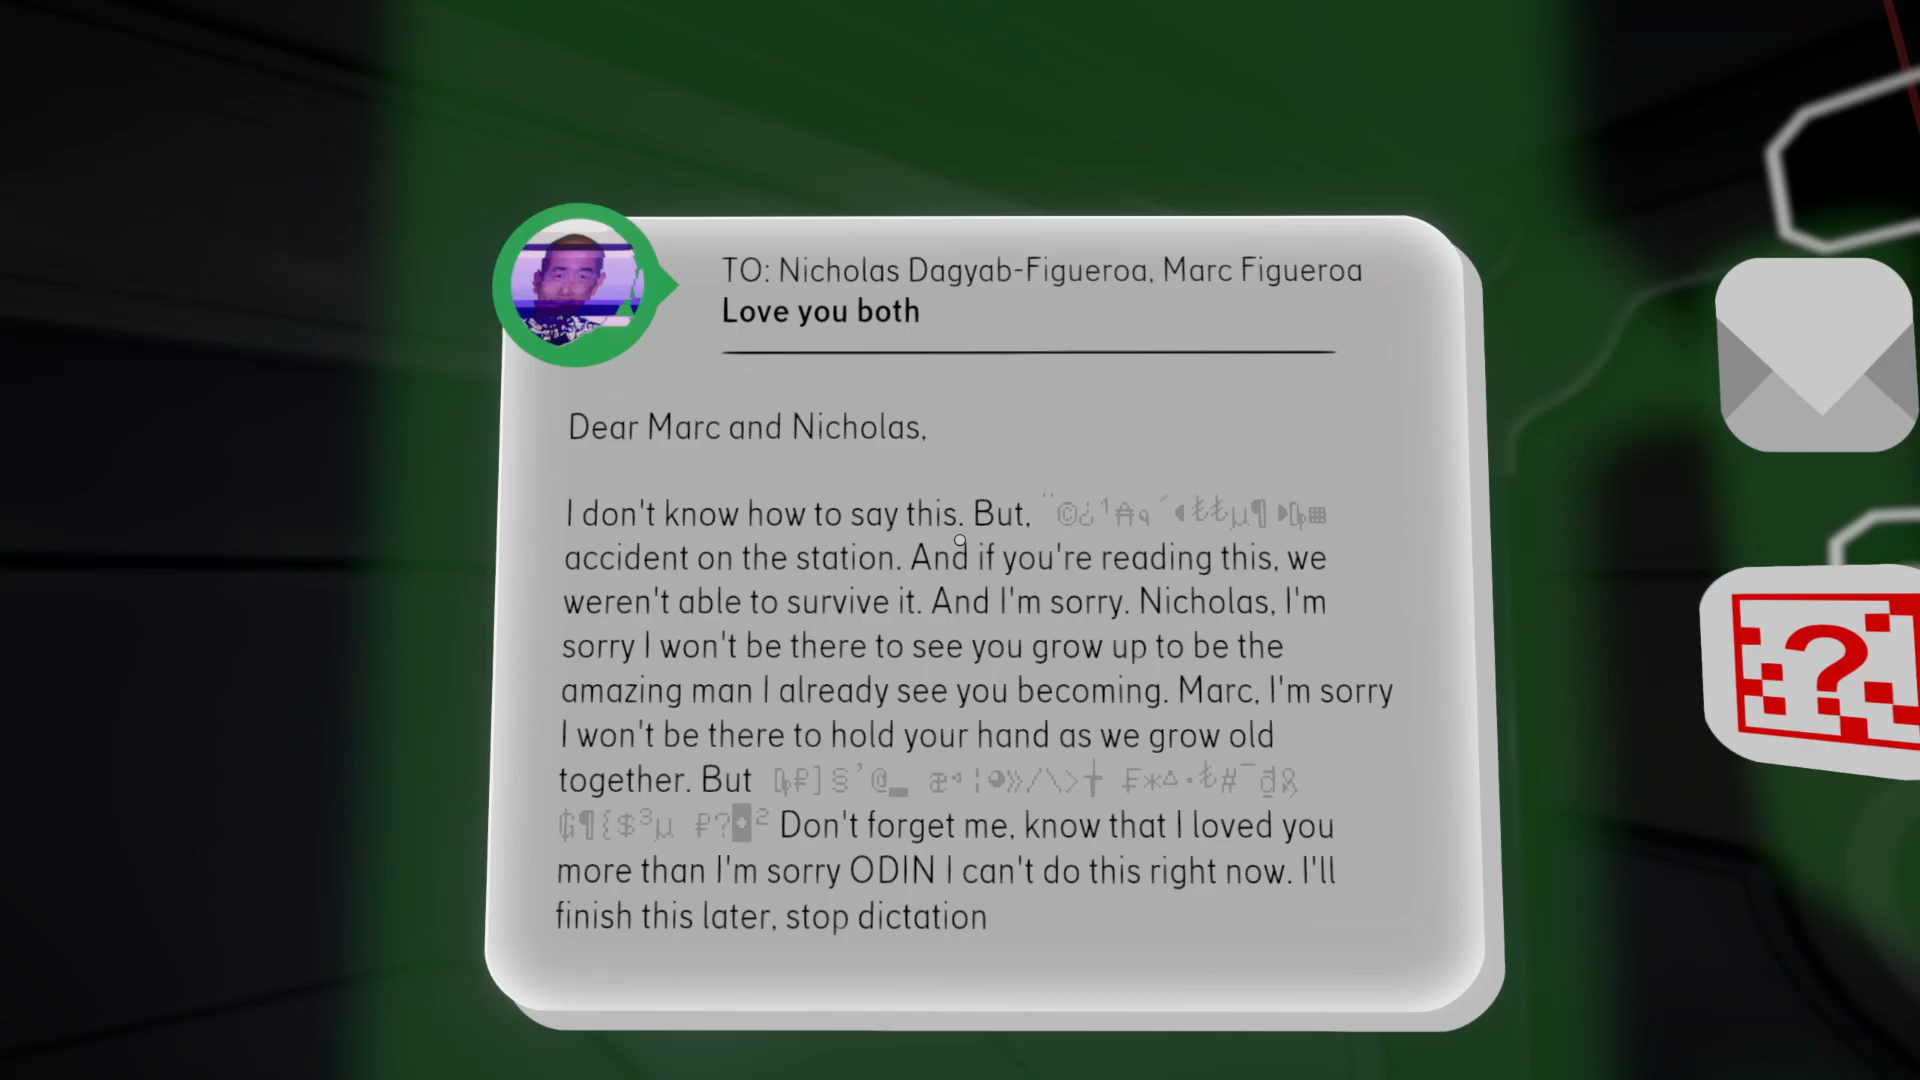 TO: Nicholas Dagyab-Figueroa, Marc Figueroa
Love you both
Dear Marc and Nicholas,
I don't know how to say this. But,
accident on the station. And if you're reading this, we
weren't able to survive it. And I'm sorry. Nicholas, I'm
sorry I won't be there to see you grow up to be the
amazing man I already see you becoming. Marc, I'm sorry
I won't be there to hold your hand as we grow old
together. But
Don't forget me, know that I loved you
more than I'm sorry ODIN I can't do this right now. I'll
finish this later, stop dictation
?